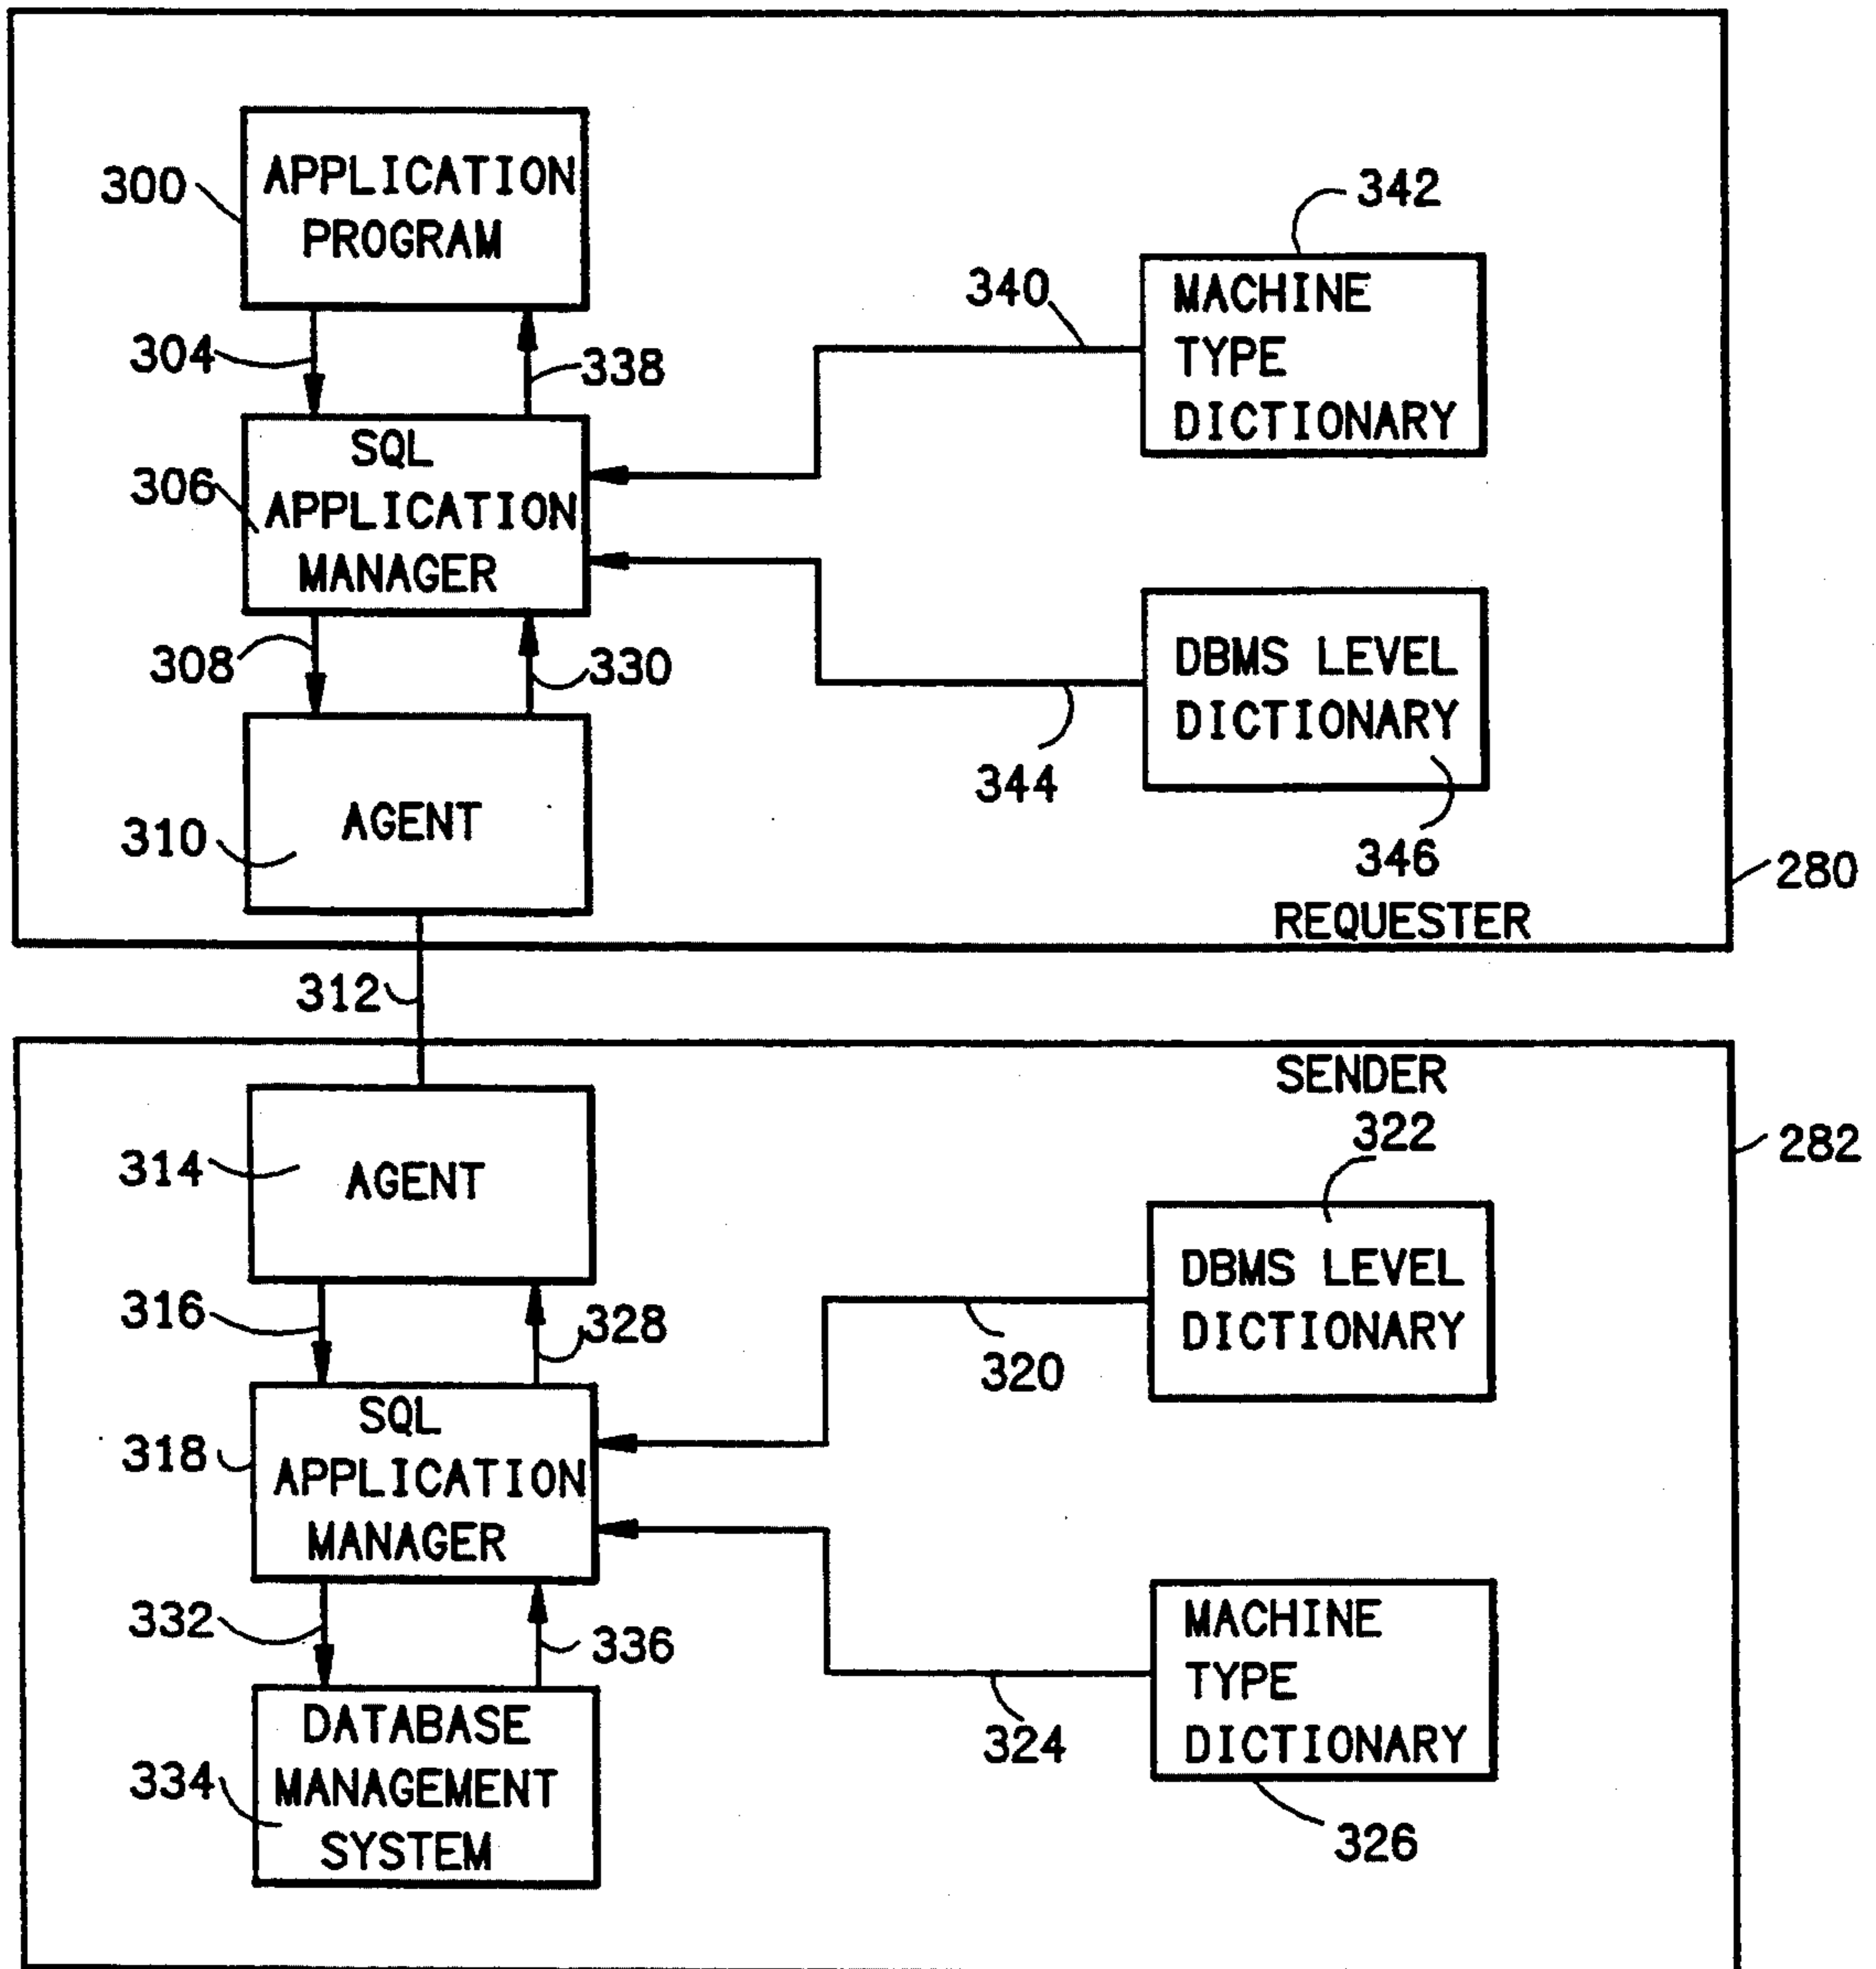 300
APPLICATION
PROGRAM
342
304
338
340
MACHINE
TYPE
DICTIONARY
306
SQL
APPLICATION
MANAGER
308
330
DBMS LEVEL
DICTIONARY
344
346
310
AGENT
280
REQUESTER
312
SENDER
322
282
314
AGENT
316
328
DBMS LEVEL
DICTIONARY
320
318
SQL
APPLICATION
MANAGER
332
336
MACHINE
TYPE
DICTIONARY
324
326
334
DATABASE
MANAGEMENT
SYSTEM